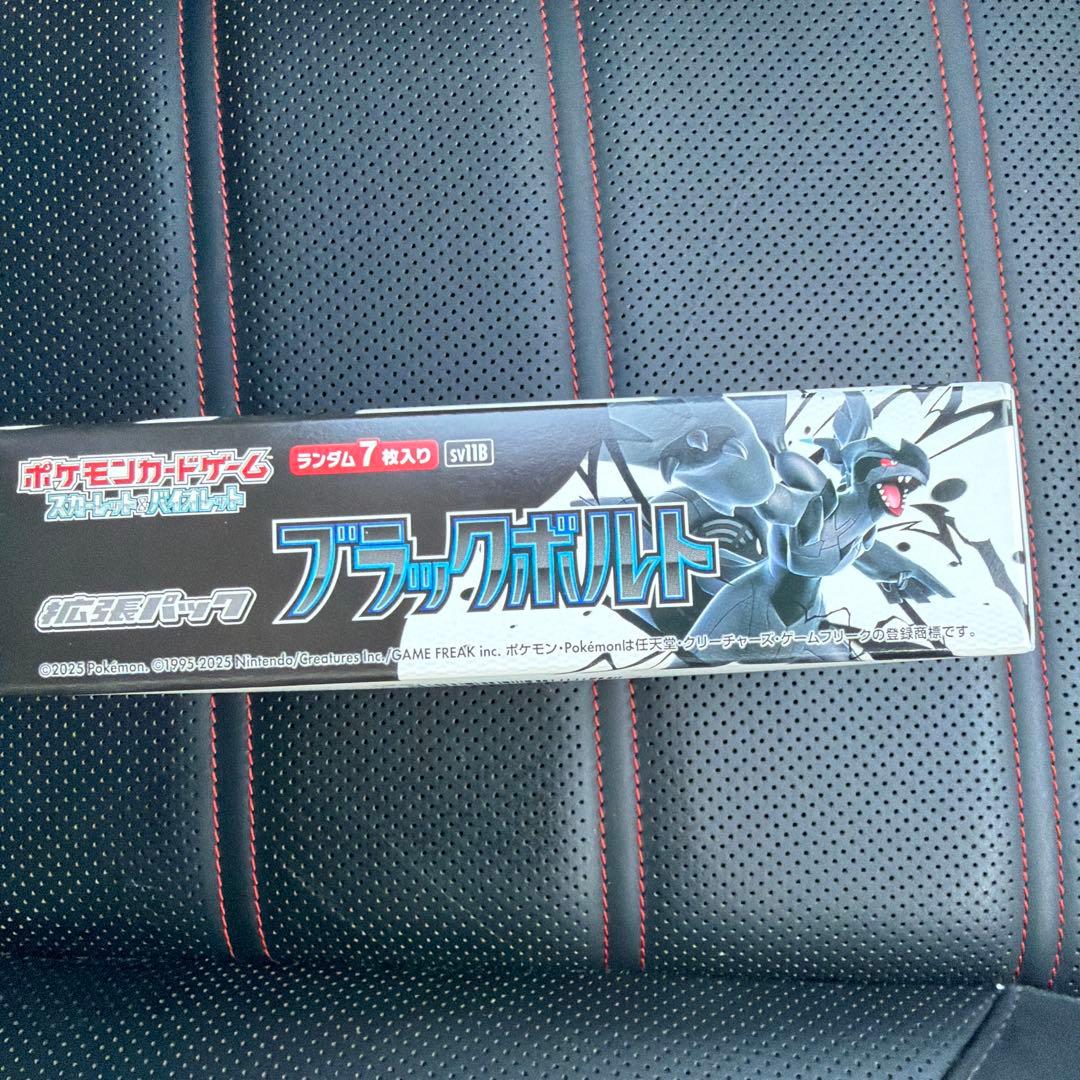 ポケモンカードゲーム
スカーレット&バイオレット
ランダム7枚入り
sv11B
拡張パック
ブラックボルト
©2025 Pokémon. ©1995-2025 Nintendo/Creatures Inc./GAME FREAK inc. ポケモン・Pokémonは任天堂・クリーチャーズ・ゲームフリークの登録商標です。